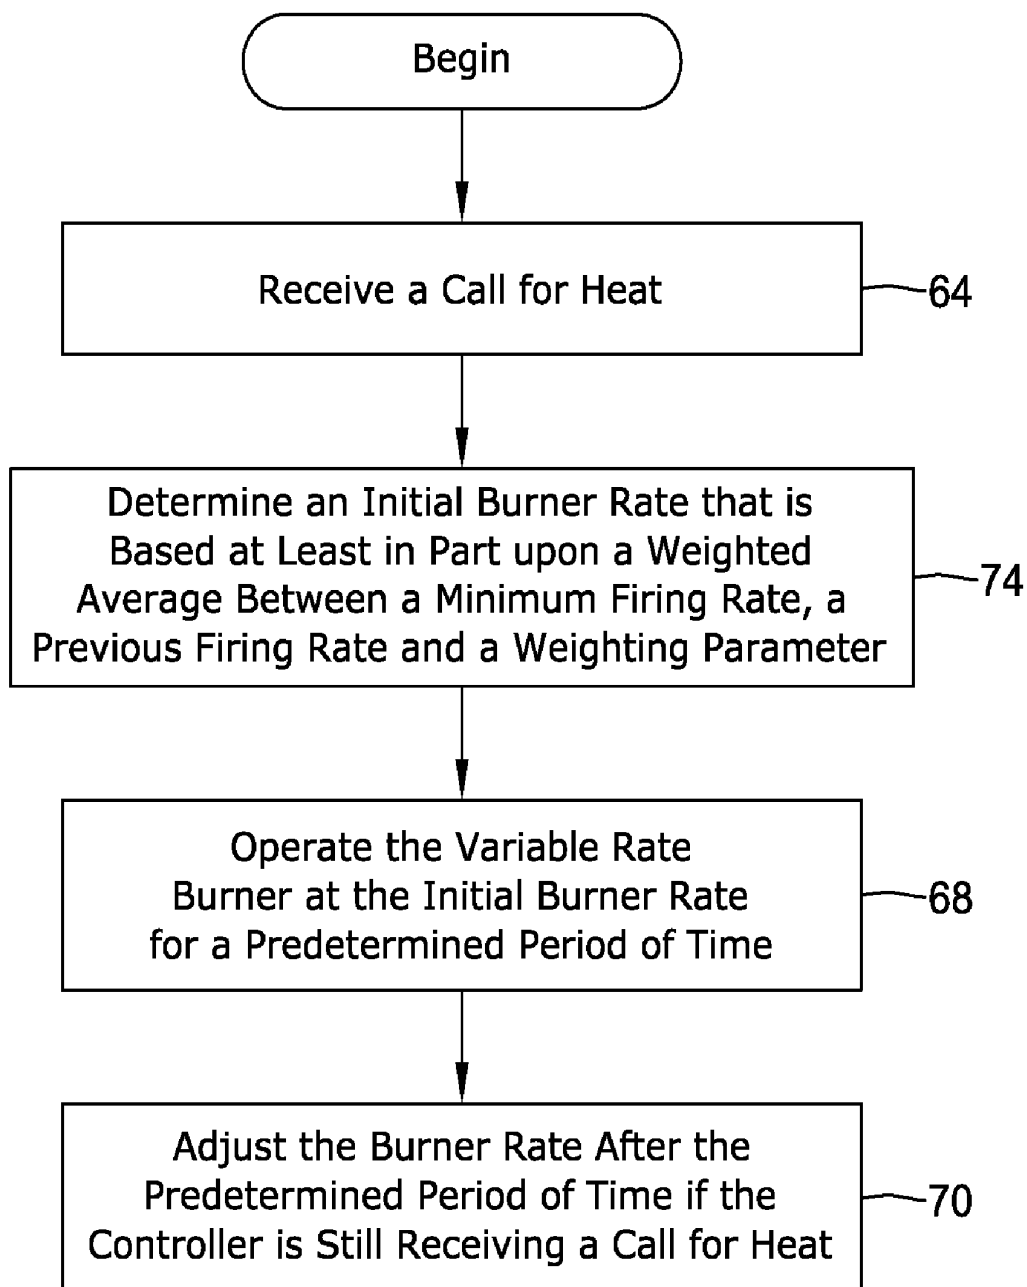 Begin
Receive a Call for Heat
64
Determine an Initial Burner Rate that is
Based at Least in Part upon a Weighted
Average Between a Minimum Firing Rate, a
Previous Firing Rate and a Weighting Parameter
74
Operate the Variable Rate
Burner at the Initial Burner Rate
for a Predetermined Period of Time
68
Adjust the Burner Rate After the
Predetermined Period of Time if the
Controller is Still Receiving a Call for Heat
70